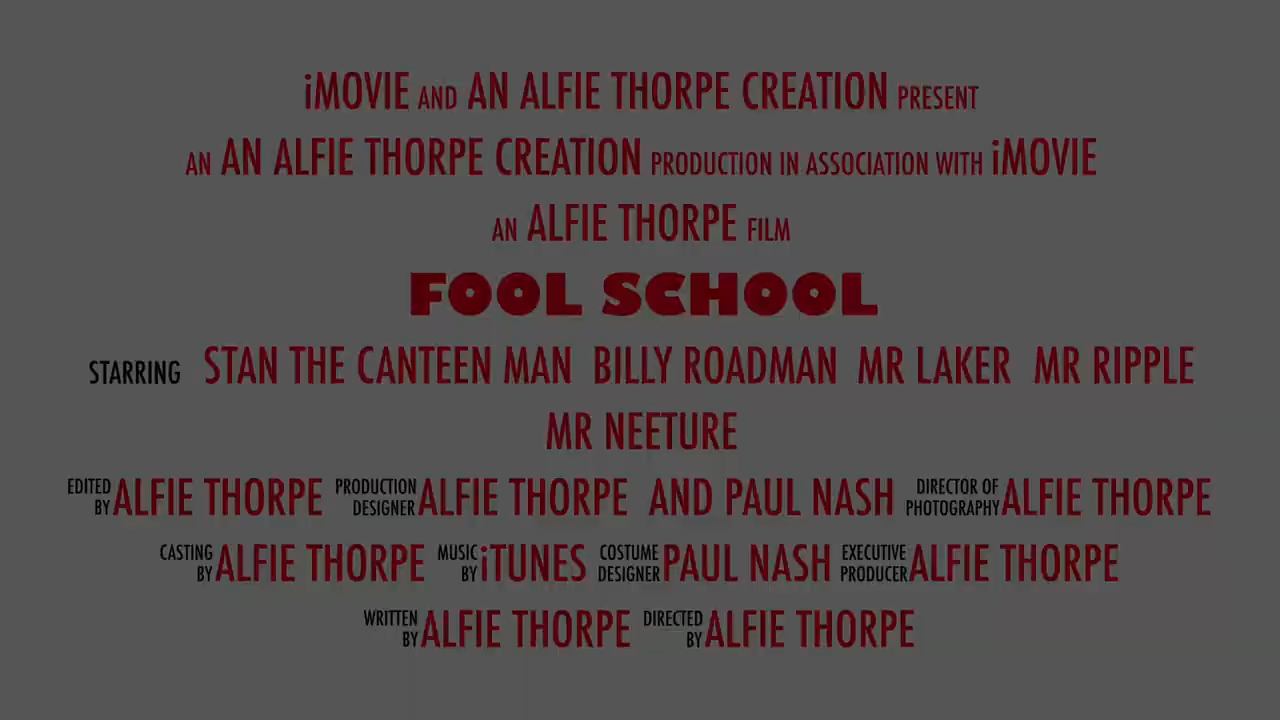 iMOVIE AND AN ALFIE THORPE CREATION PRESENT
AN AN ALFIE THORPE CREATION PRODUCTION IN ASSOCIATION WITH iMOVIE
AN ALFIE THORPE FILM
FOOL SCHOOL
STARRING STAN THE CANTEEN MAN BILLY ROADMAN MR LAKER MR RIPPLE
MR NEETURE
EDITED BY ALFIE THORPE PRODUCTION DESIGNER ALFIE THORPE AND PAUL NASH DIRECTOR OF PHOTOGRAPHY ALFIE THORPE
CASTING BY ALFIE THORPE MUSIC BY iTUNES COSTUME DESIGNER PAUL NASH EXECUTIVE PRODUCER ALFIE THORPE
WRITTEN BY ALFIE THORPE DIRECTED BY ALFIE THORPE